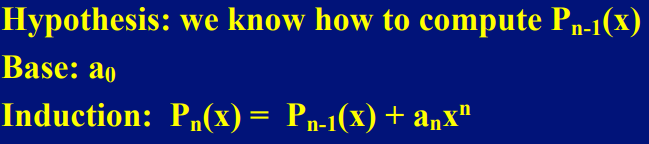 Hypothesis: we know how to compute Pₙ₋₁(x)
Base: a₀
Induction: Pₙ(x) = Pₙ₋₁(x) + aₙxⁿ